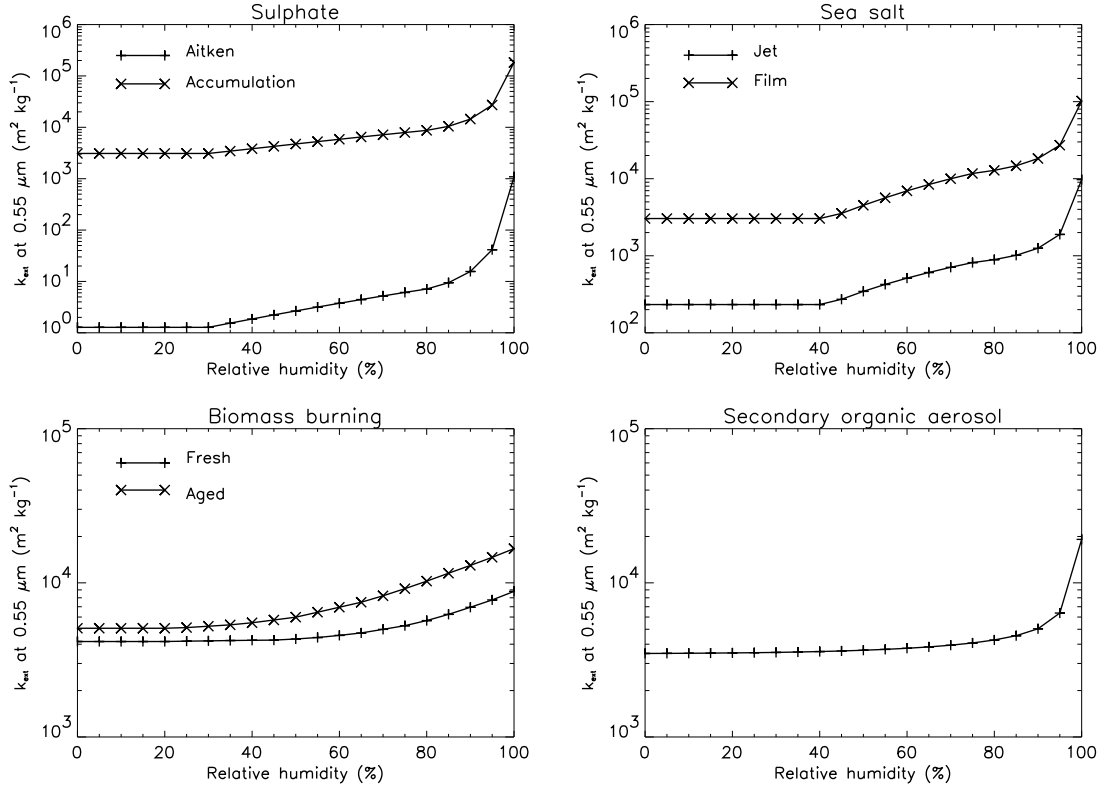 Sulphate
Aitken
Accumulation
10⁶
10⁵
10⁴
10³
10²
10¹
10⁰
k_ext at 0.55 μm (m² kg⁻¹)
0 20 40 60 80 100
Relative humidity (%)
Sea salt
Jet
Film
10⁶
10⁵
10⁴
10³
10²
k_ext at 0.55 μm (m² kg⁻¹)
0 20 40 60 80 100
Relative humidity (%)
Biomass burning
Fresh
Aged
10⁵
10⁴
10³
k_ext at 0.55 μm (m² kg⁻¹)
0 20 40 60 80 100
Relative humidity (%)
Secondary organic aerosol
10⁵
10⁴
10³
k_ext at 0.55 μm (m² kg⁻¹)
0 20 40 60 80 100
Relative humidity (%)